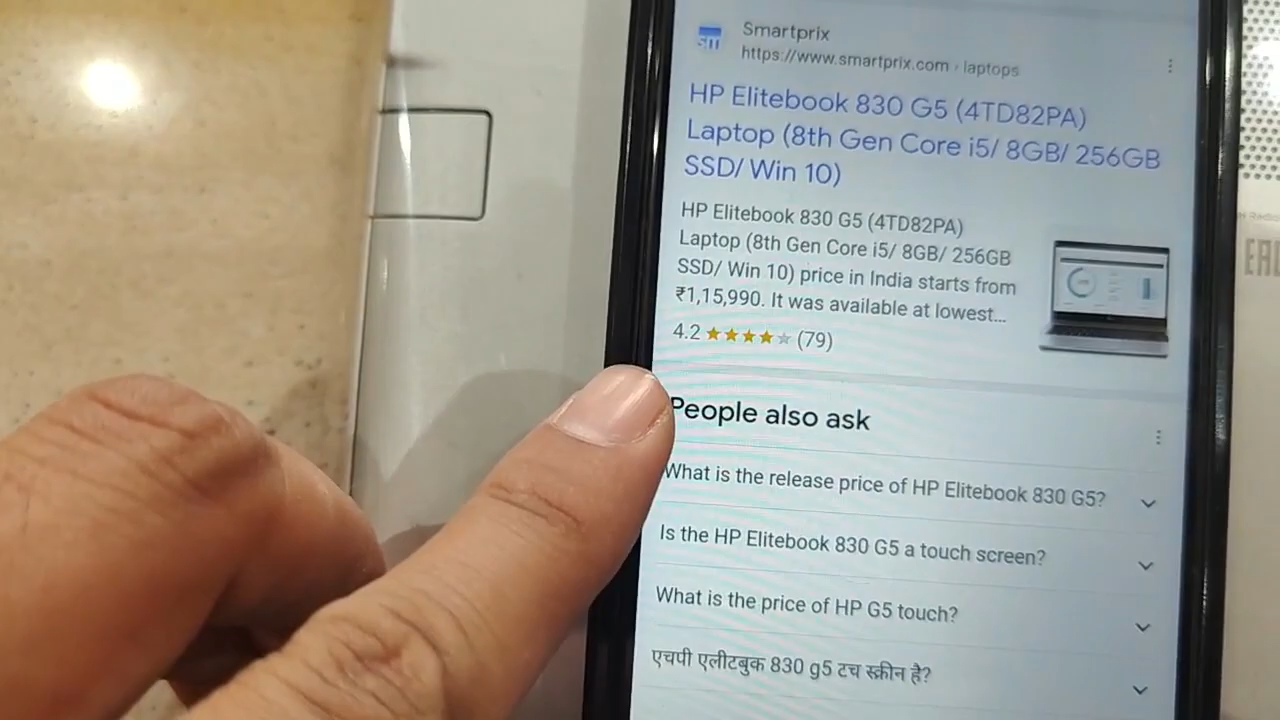 Smartprix
https://www.smartprix.com › laptops
HP Elitebook 830 G5 (4TD82PA)
Laptop (8th Gen Core i5/ 8GB/ 256GB
SSD/ Win 10)
HP Elitebook 830 G5 (4TD82PA)
Laptop (8th Gen Core i5/ 8GB/ 256GB
SSD/ Win 10) price in India starts from
₹1,15,990. It was available at lowest...
4.2 ★★★★★ (79)
People also ask
What is the release price of HP Elitebook 830 G5?
Is the HP Elitebook 830 G5 a touch screen?
What is the price of HP G5 touch?
एचपी एलीटबुक 830 g5 टच स्क्रीन है?